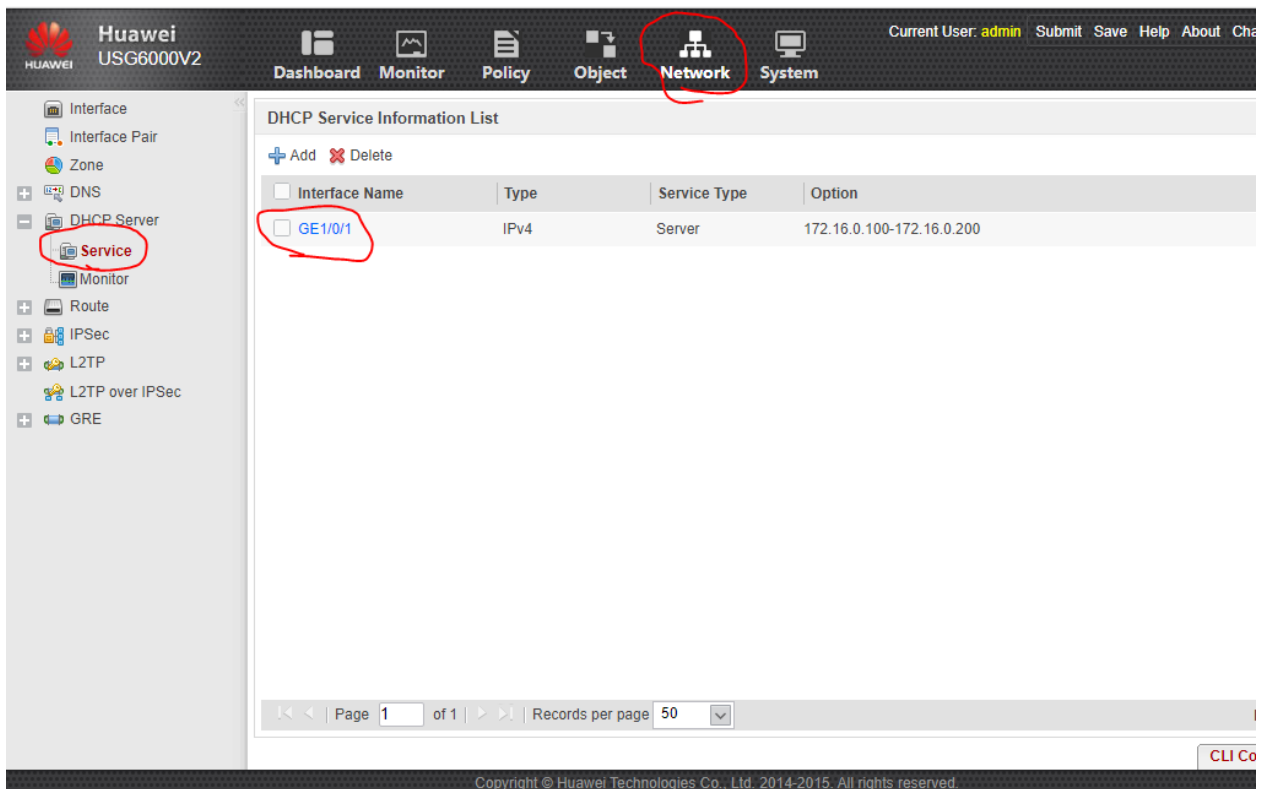 Huawei
USG6000V2
HUAWEI
Dashboard Monitor Policy Object Network System
Current User: admin Submit Save Help About Cha
Interface
Interface Pair
Zone
DNS
DHCP Server
Service
Monitor
Route
IPSec
L2TP
L2TP over IPSec
GRE
DHCP Service Information List
Add Delete
Interface Name Type Service Type Option
GE1/0/1 IPv4 Server 172.16.0.100-172.16.0.200
Page 1 of 1 Records per page 50
CLI Co
Copyright © Huawei Technologies Co., Ltd. 2014-2015. All rights reserved.